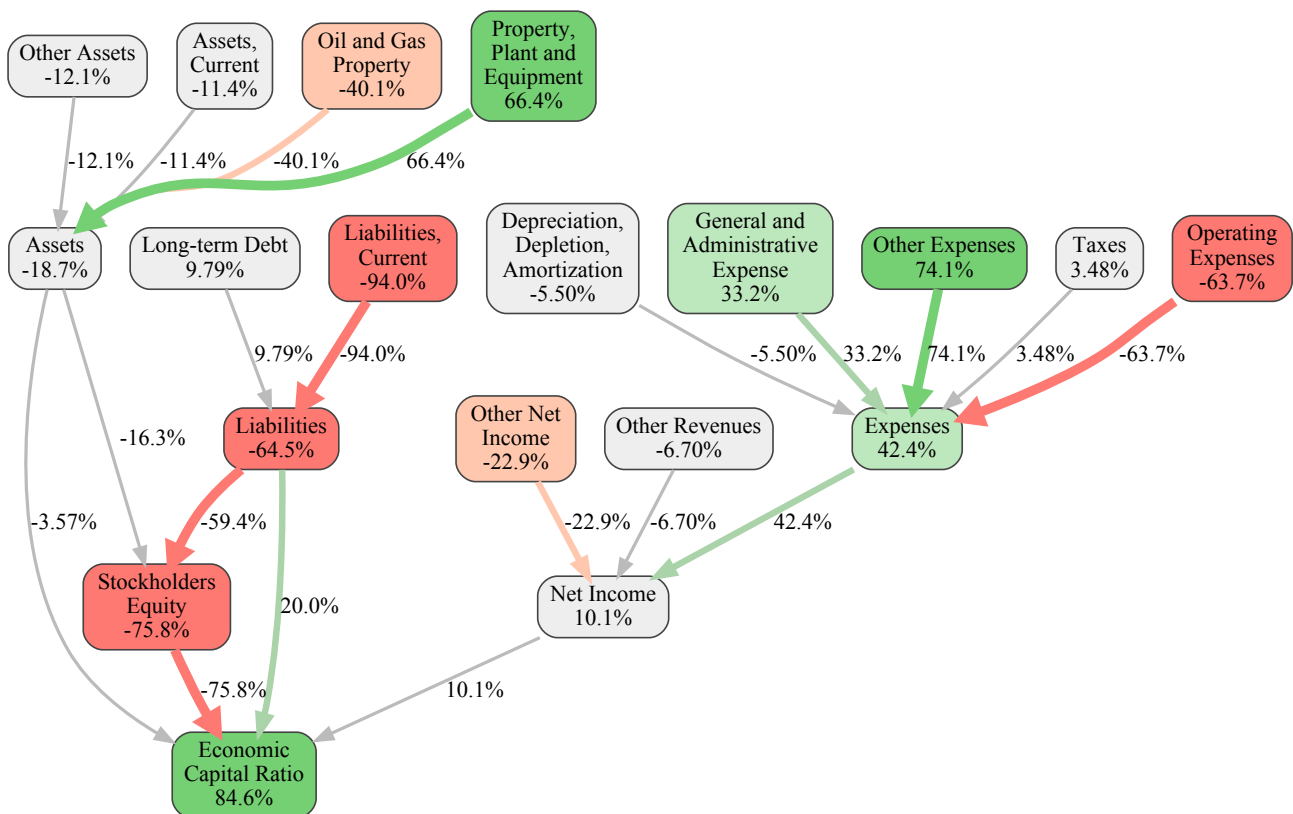 Other Assets
-12.1%
Assets,
Current
-11.4%
Oil and Gas
Property
-40.1%
Property,
Plant and
Equipment
66.4%
-12.1%
-11.4%
-40.1%
66.4%
Assets
-18.7%
Long-term Debt
9.79%
Liabilities,
Current
-94.0%
Depreciation,
Depletion,
Amortization
-5.50%
General and
Administrative
Expense
33.2%
Other Expenses
74.1%
Taxes
3.48%
Operating
Expenses
-63.7%
9.79%
-94.0%
-5.50%
33.2%
74.1%
3.48%
-63.7%
-16.3%
Liabilities
-64.5%
Other Net
Income
-22.9%
Other Revenues
-6.70%
Expenses
42.4%
-3.57%
-59.4%
-22.9%
-6.70%
42.4%
Stockholders
Equity
-75.8%
20.0%
Net Income
10.1%
-75.8%
10.1%
Economic
Capital Ratio
84.6%